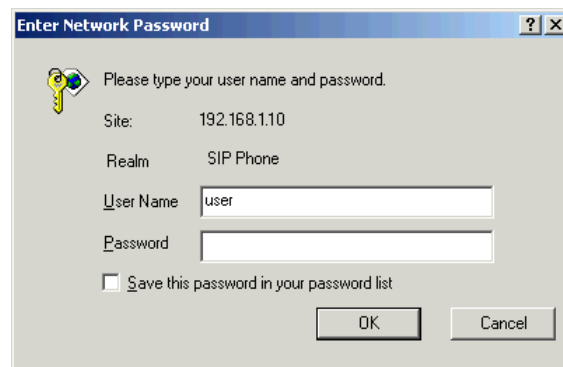 Enter Network Password
Please type your user name and password.
Site: 192.168.1.10
Realm SIP Phone
User Name user
Password
Save this password in your password list
OK Cancel